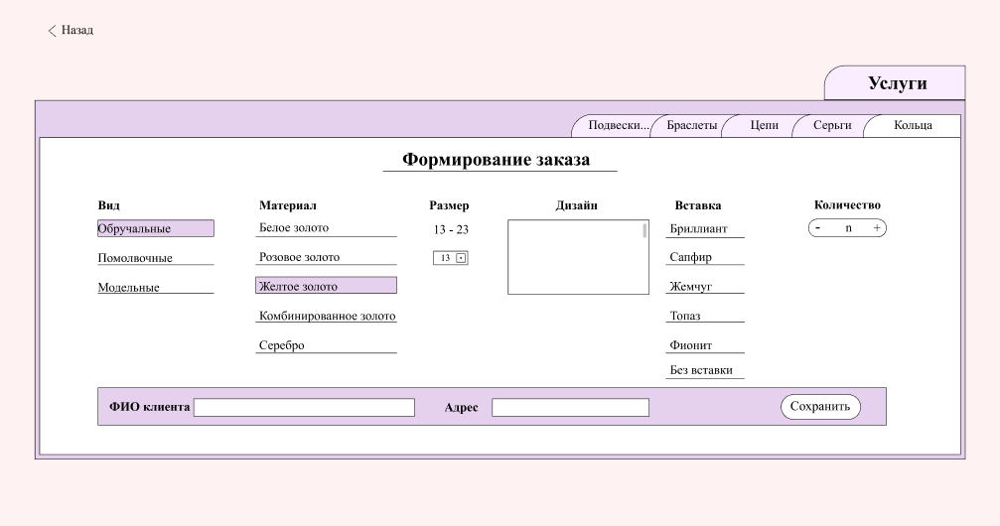 Назад
Услуги
Подвески... Браслеты Цепи Серьги Кольца
Формирование заказа
Вид Материал Размер Дизайн Вставка Количество
Обручальные Белое золото 13 - 23 Бриллиант - n +
Помолвочные Розовое золото 13 Сапфир
Модельные Желтое золото Жемчуг
Комбинированное золото Топаз
Серебро Фионит
Без вставки
ФИО клиента Адрес Сохранить